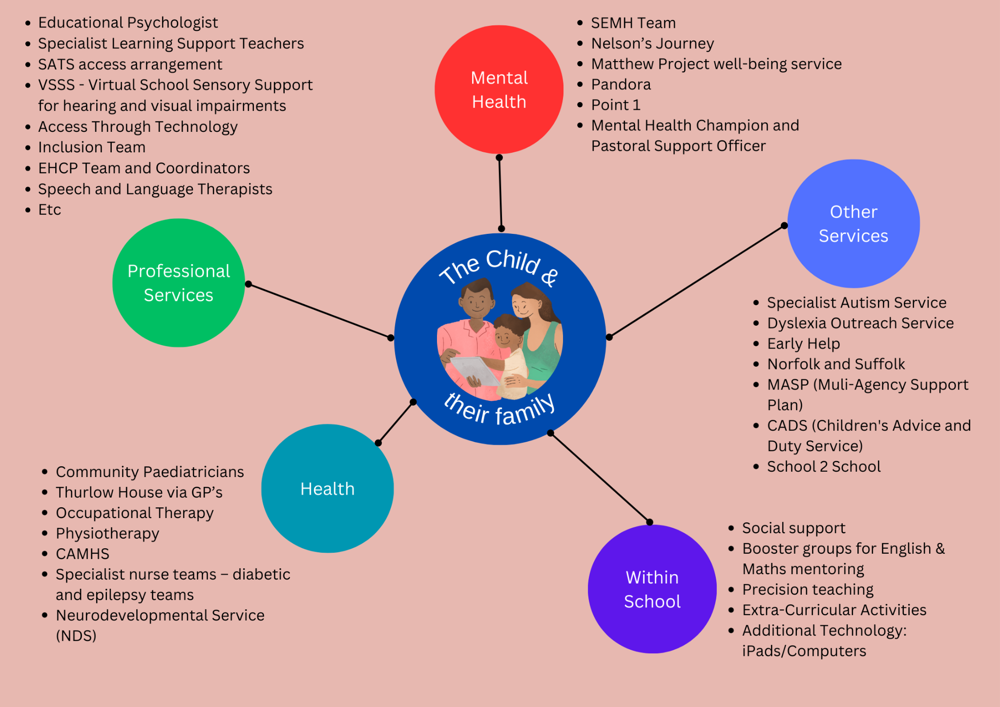 • Educational Psychologist
• Specialist Learning Support Teachers
• SATS access arrangement
• VSSS - Virtual School Sensory Support
for hearing and visual impairments
• Access Through Technology
• Inclusion Team
• EHCP Team and Coordinators
• Speech and Language Therapists
• Etc
Professional
Services
Mental
Health
• SEMH Team
• Nelson’s Journey
• Matthew Project well-being service
• Pandora
• Point 1
• Mental Health Champion and
Pastoral Support Officer
Other
Services
• Specialist Autism Service
• Dyslexia Outreach Service
• Early Help
• Norfolk and Suffolk
• MASP (Muli-Agency Support
Plan)
• CADS (Children's Advice and
Duty Service)
• School 2 School
The Child &
their family
Health
• Community Paediatricians
• Thurlow House via GP’s
• Occupational Therapy
• Physiotherapy
• CAMHS
• Specialist nurse teams – diabetic
and epilepsy teams
• Neurodevelopmental Service
(NDS)
Within
School
• Social support
• Booster groups for English &
Maths mentoring
• Precision teaching
• Extra-Curricular Activities
• Additional Technology:
iPads/Computers